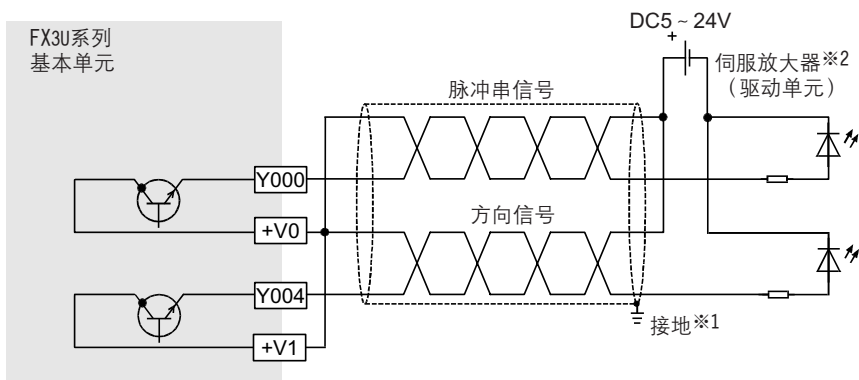 DC5~24V
+
FX3U系列
基本单元
伺服放大器※2
（驱动单元）
脉冲串信号
Y000
方向信号
+V0
Y004
接地※1
+V1